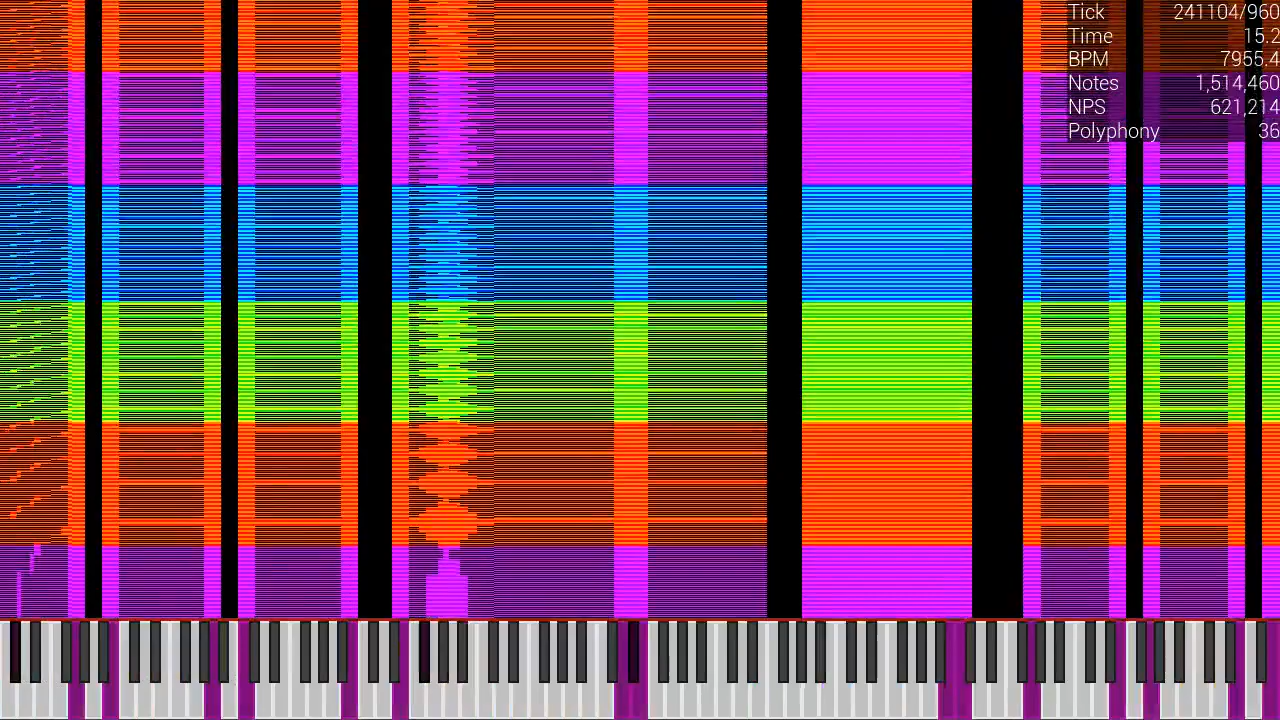 Tick 241104/960
Time 15.2
BPM 7955.4
Notes 1,514,460
NPS 621,214
Polyphony 36